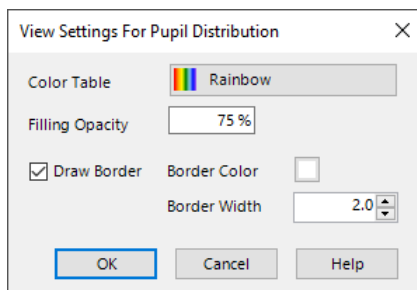 View Settings For Pupil Distribution
Color Table Rainbow
Filling Opacity 75 %
Draw Border Border Color
Border Width 2.0
OK Cancel Help